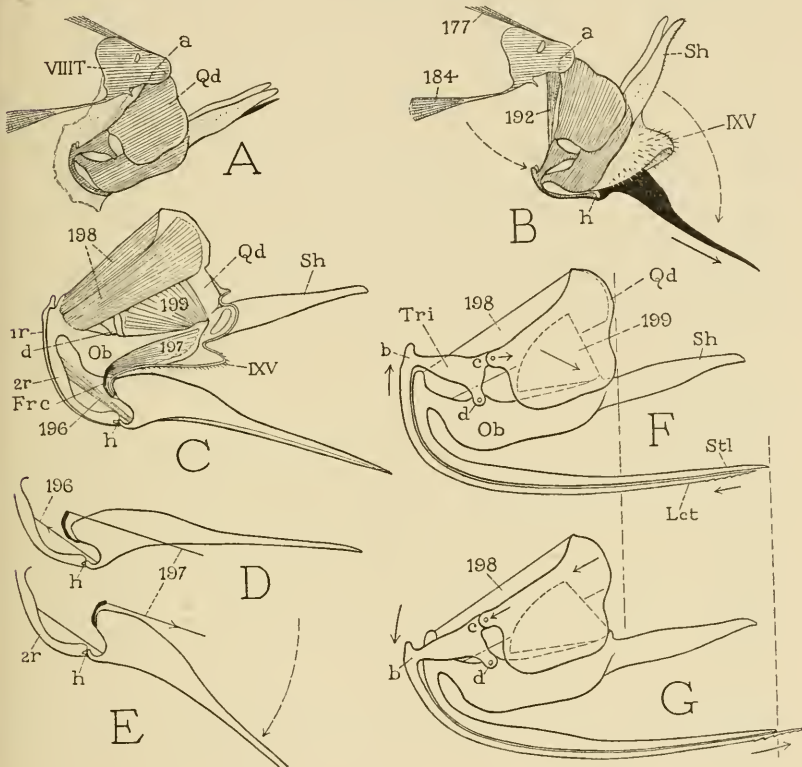 177
a
VIIIT
Qd
A
a
Sh
184
192
IXV
h
B
198
Qd
Sh
199
1r
d
197
Ob
2r
IXV
Frc
196
h
C
198
Qd
Tri
199
b
c
Sh
d
Ob
F
Stl
Lct
196
197
h
D
2r
h
E
198
c
b
d
G